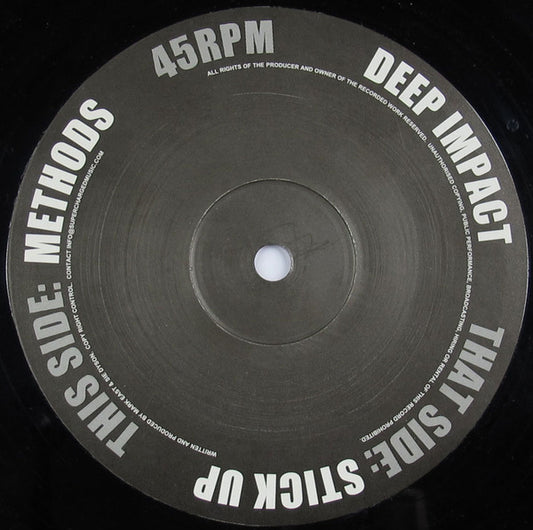 45RPM
DEEP IMPACT
THAT SIDE: STICK UP
THIS SIDE: METHODS
ALL RIGHTS OF THE PRODUCER AND OWNER OF THE RECORDED WORK RESERVED. UNAUTHORISED COPYING, PUBLIC PERFORMANCE, BROADCASTING, HIRING OR RENTAL OF THIS RECORD PROHIBITED.
WRITTEN AND PRODUCED BY MARK EAST & SIE DYSON. COPY RIGHT CONTROL. CONTACT INFO@SUPERCHARGEDMUSIC.COM